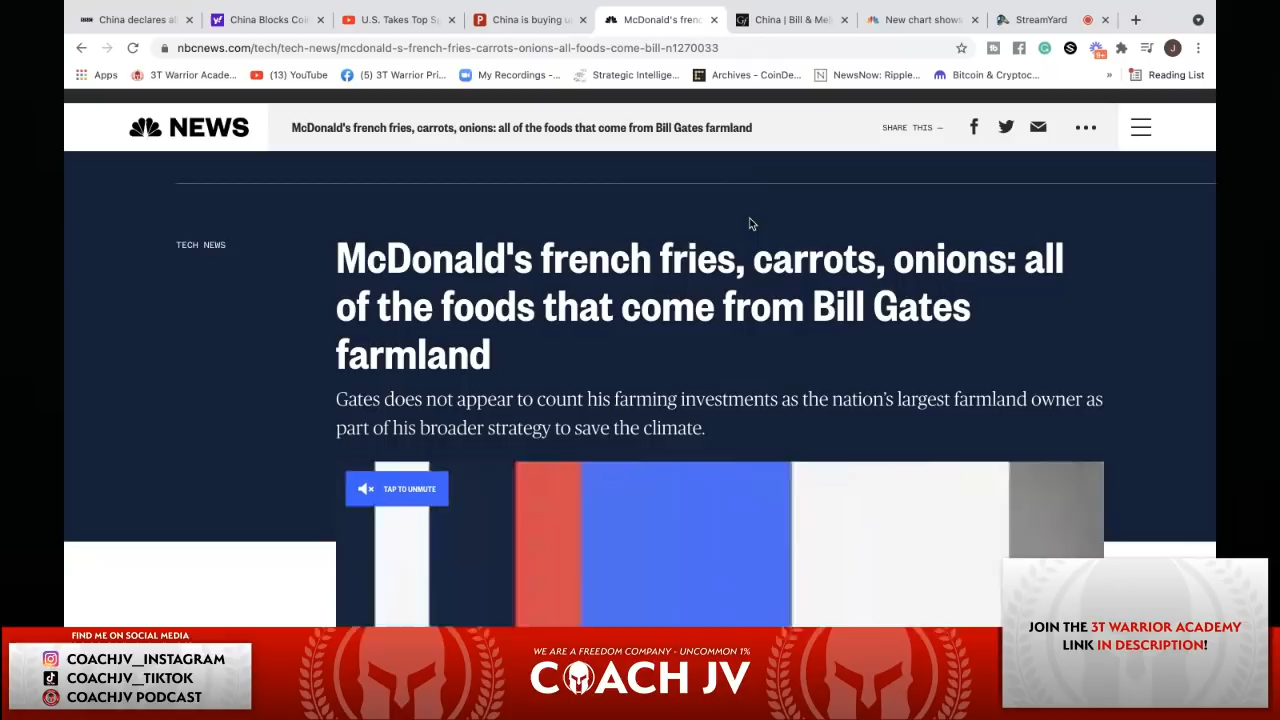 China declares al
China Blocks Coi
U.S. Takes Top S
China is buying u
McDonald's frenc
China | Bill & Mel
New chart shows
StreamYard
nbcnews.com/tech/tech-news/mcdonald-s-french-fries-carrots-onions-all-foods-come-bill-n1270033
Apps
3T Warrior Acade...
(13) YouTube
(5) 3T Warrior Pri...
My Recordings -...
Strategic Intellige...
Archives - CoinDe...
NewsNow: Ripple...
Bitcoin & Cryptoc...
»
Reading List
NEWS
McDonald's french fries, carrots, onions: all of the foods that come from Bill Gates farmland
SHARE THIS —
TECH NEWS
McDonald's french fries, carrots, onions: all
of the foods that come from Bill Gates
farmland
Gates does not appear to count his farming investments as the nation's largest farmland owner as
part of his broader strategy to save the climate.
TAP TO UNMUTE
FIND ME ON SOCIAL MEDIA
COACHJV_INSTAGRAM
COACHJV_TIKTOK
COACHJV PODCAST
WE ARE A FREEDOM COMPANY - UNCOMMON 1%
COACH JV
JOIN THE 3T WARRIOR ACADEMY
LINK IN DESCRIPTION!